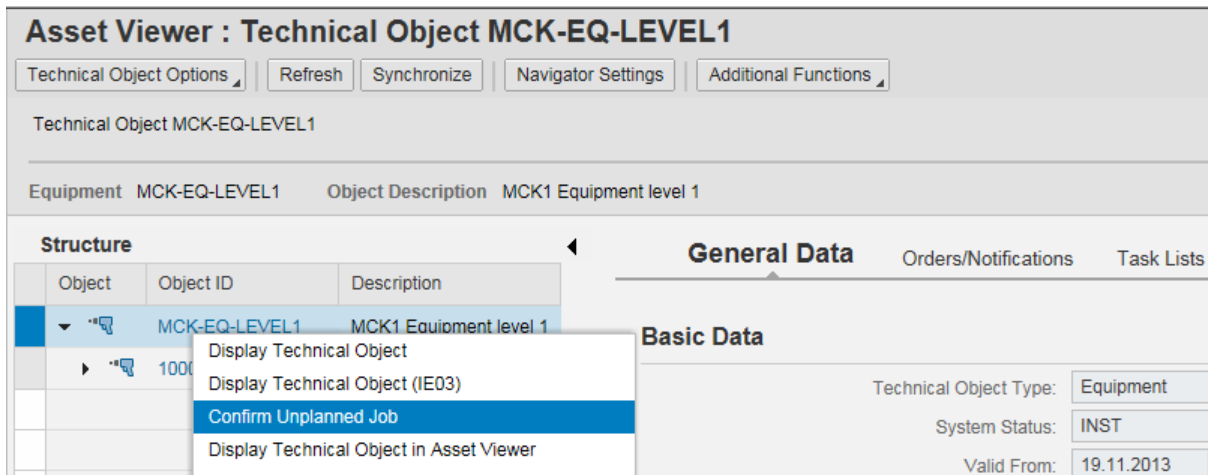 Asset Viewer : Technical Object MCK-EQ-LEVEL1
Technical Object Options Refresh Synchronize Navigator Settings Additional Functions
Technical Object MCK-EQ-LEVEL1
Equipment MCK-EQ-LEVEL1 Object Description MCK1 Equipment level 1
Structure
Object Object ID Description
MCK-EQ-LEVEL1 MCK1 Equipment level 1
1000
Display Technical Object
Display Technical Object (IE03)
Confirm Unplanned Job
Display Technical Object in Asset Viewer
General Data Orders/Notifications Task Lists
Basic Data
Technical Object Type: Equipment
System Status: INST
Valid From: 19.11.2013